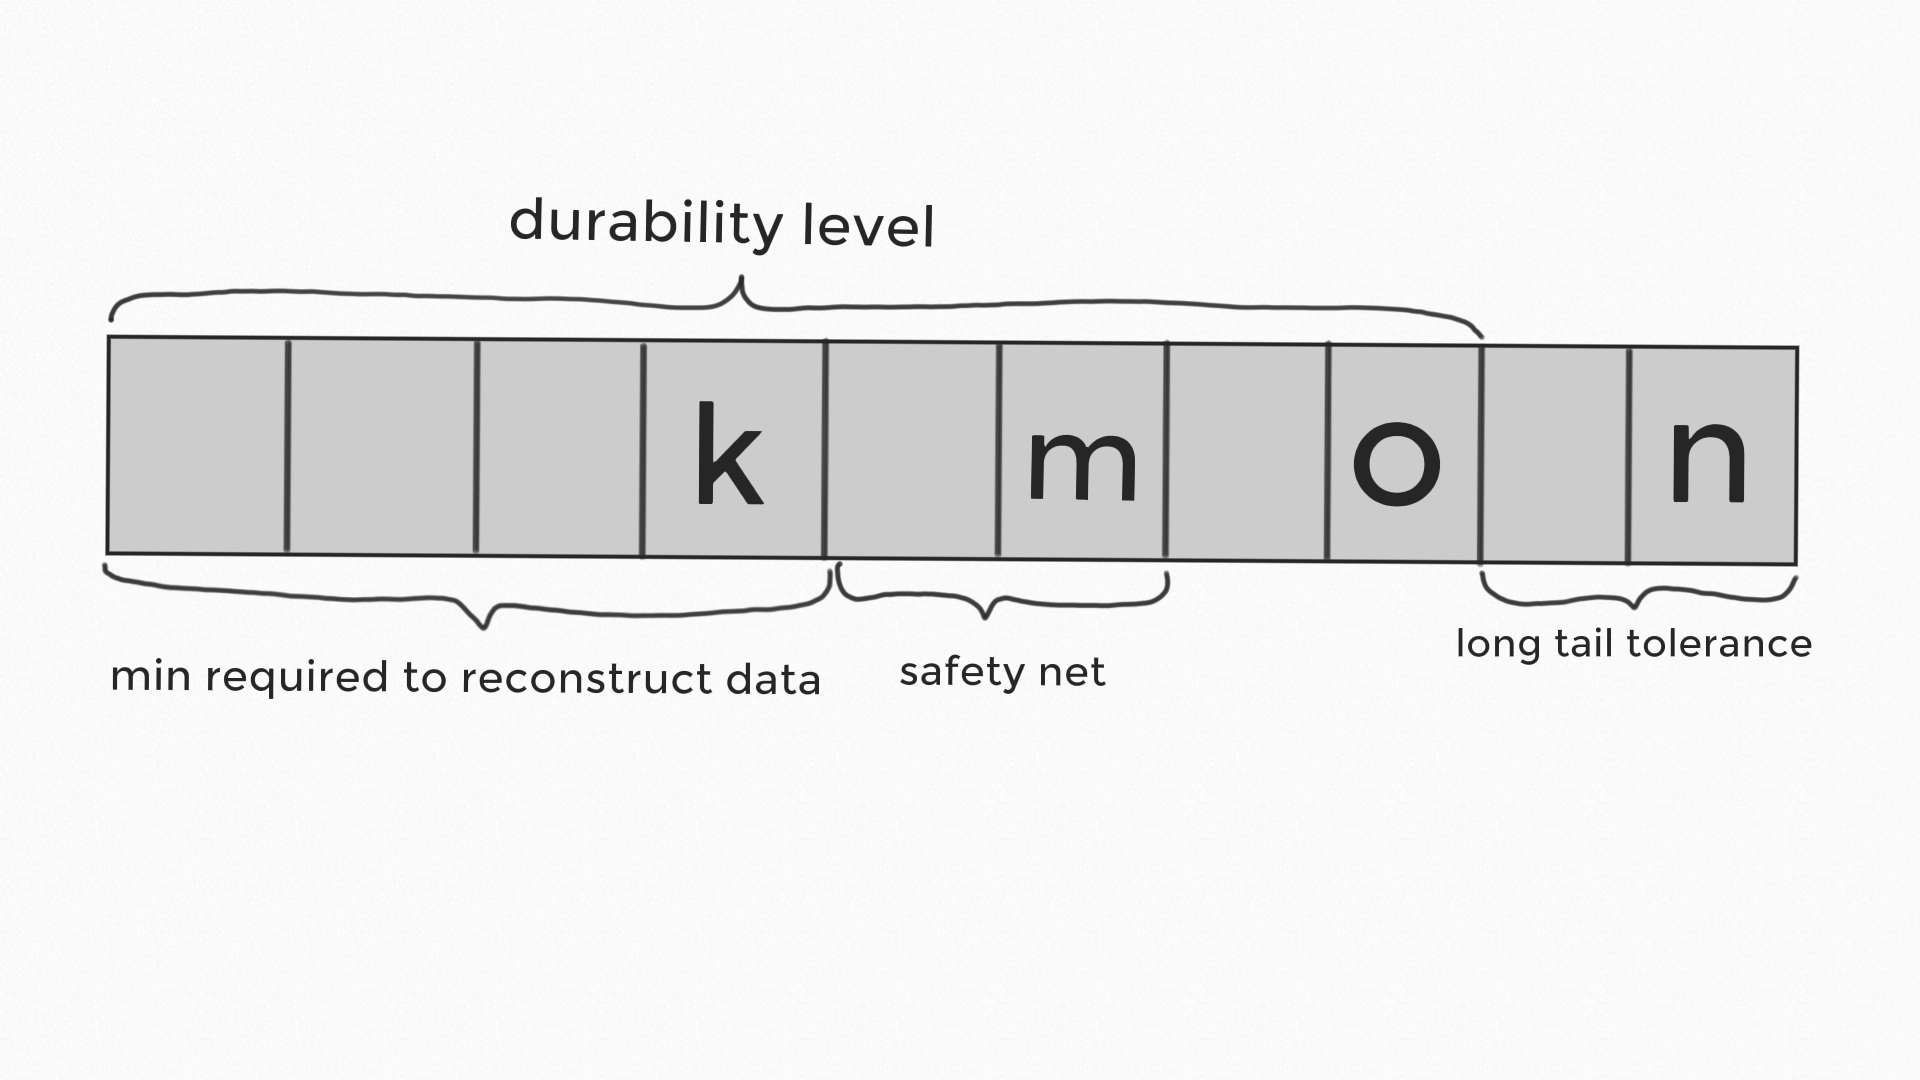 durability level
k
m
o
n
min required to reconstruct data
safety net
long tail tolerance